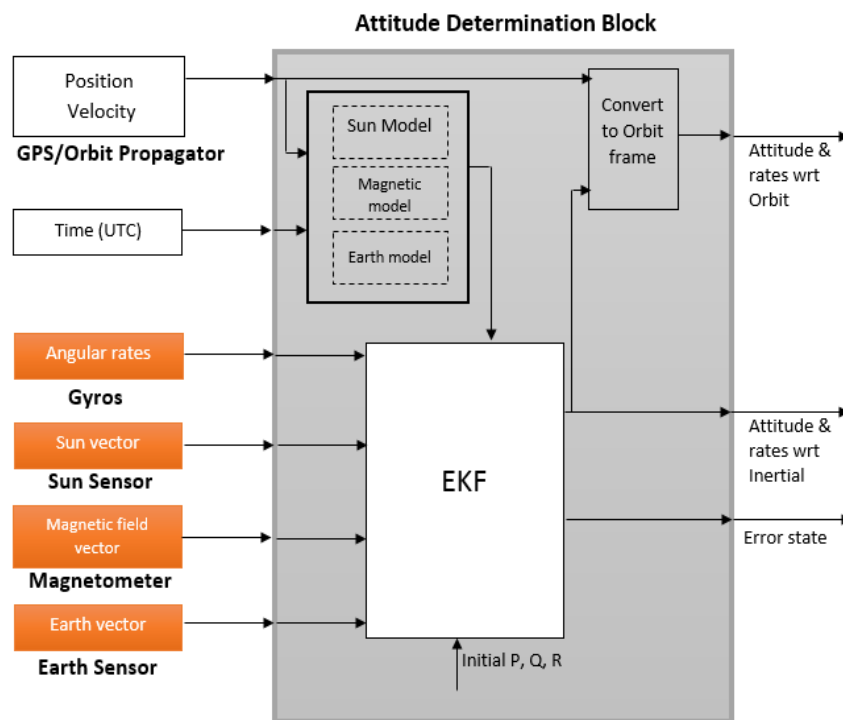 Attitude Determination Block
Position
Velocity
GPS/Orbit Propagator
Time (UTC)
Sun Model
Magnetic
model
Earth model
Convert
to Orbit
frame
Attitude &
rates wrt
Orbit
Angular rates
Gyros
Sun vector
Sun Sensor
Magnetic field
vector
Magnetometer
Earth vector
Earth Sensor
EKF
Initial P, Q, R
Attitude &
rates wrt
Inertial
Error state